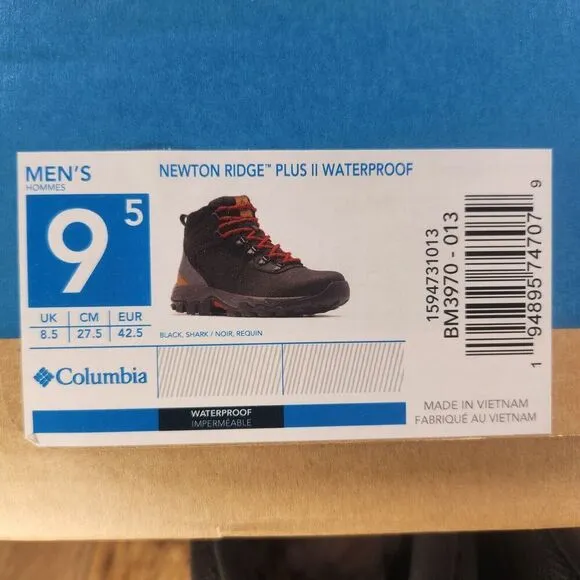 MEN'S
HOMMES
9 5
UK CM EUR
8.5 27.5 42.5
Columbia
NEWTON RIDGE™ PLUS II WATERPROOF
BLACK, SHARK / NOIR, REQUIN
WATERPROOF
IMPERMÉABLE
1594731013
BM3970 - 013
1 94895 74707 9
MADE IN VIETNAM
FABRIQUÉ AU VIETNAM